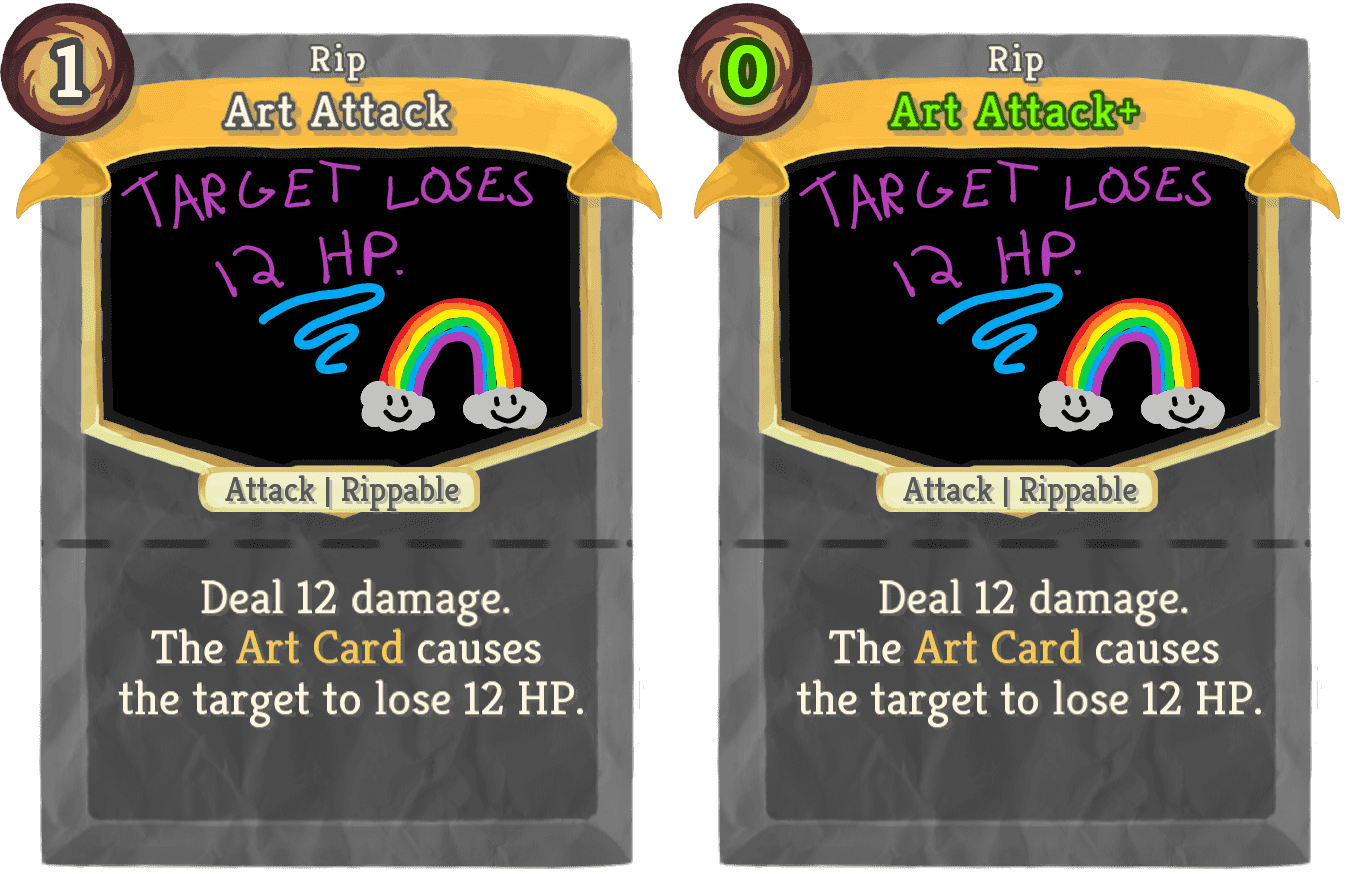 1
Rip
Art Attack
TARGET LOSES
12 HP.
Attack | Rippable
Deal 12 damage.
The Art Card causes
the target to lose 12 HP.
0
Rip
Art Attack+
TARGET LOSES
12 HP.
Attack | Rippable
Deal 12 damage.
The Art Card causes
the target to lose 12 HP.